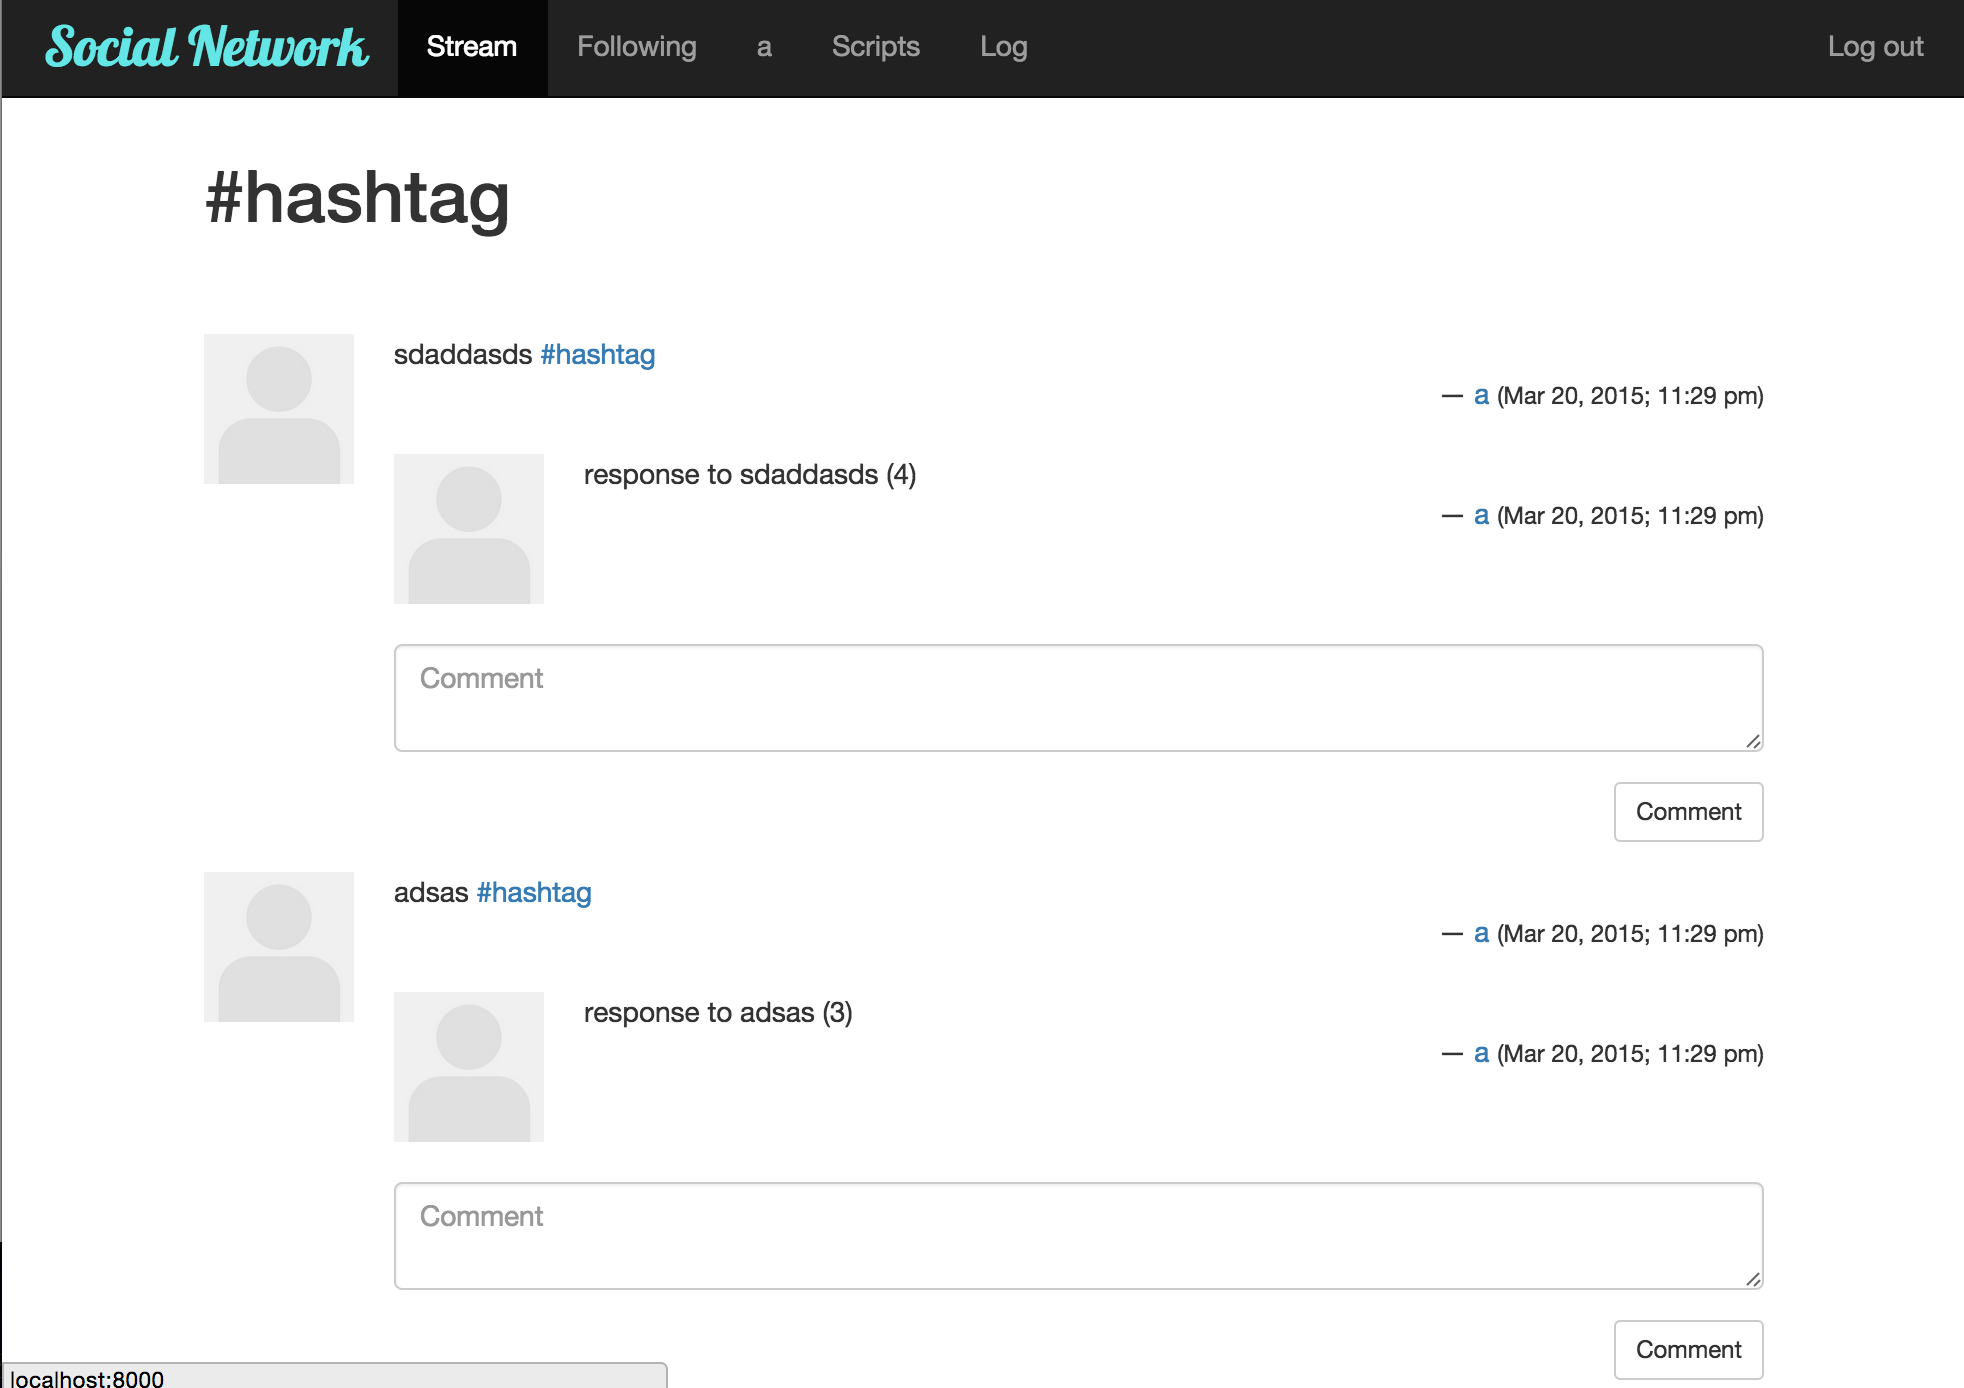 Social Network Stream Following a Scripts Log Log out
#hashtag
sdaddasds #hashtag
— a (Mar 20, 2015; 11:29 pm)
response to sdaddasds (4)
— a (Mar 20, 2015; 11:29 pm)
Comment
Comment
adsas #hashtag
— a (Mar 20, 2015; 11:29 pm)
response to adsas (3)
— a (Mar 20, 2015; 11:29 pm)
Comment
Comment
localhost:8000